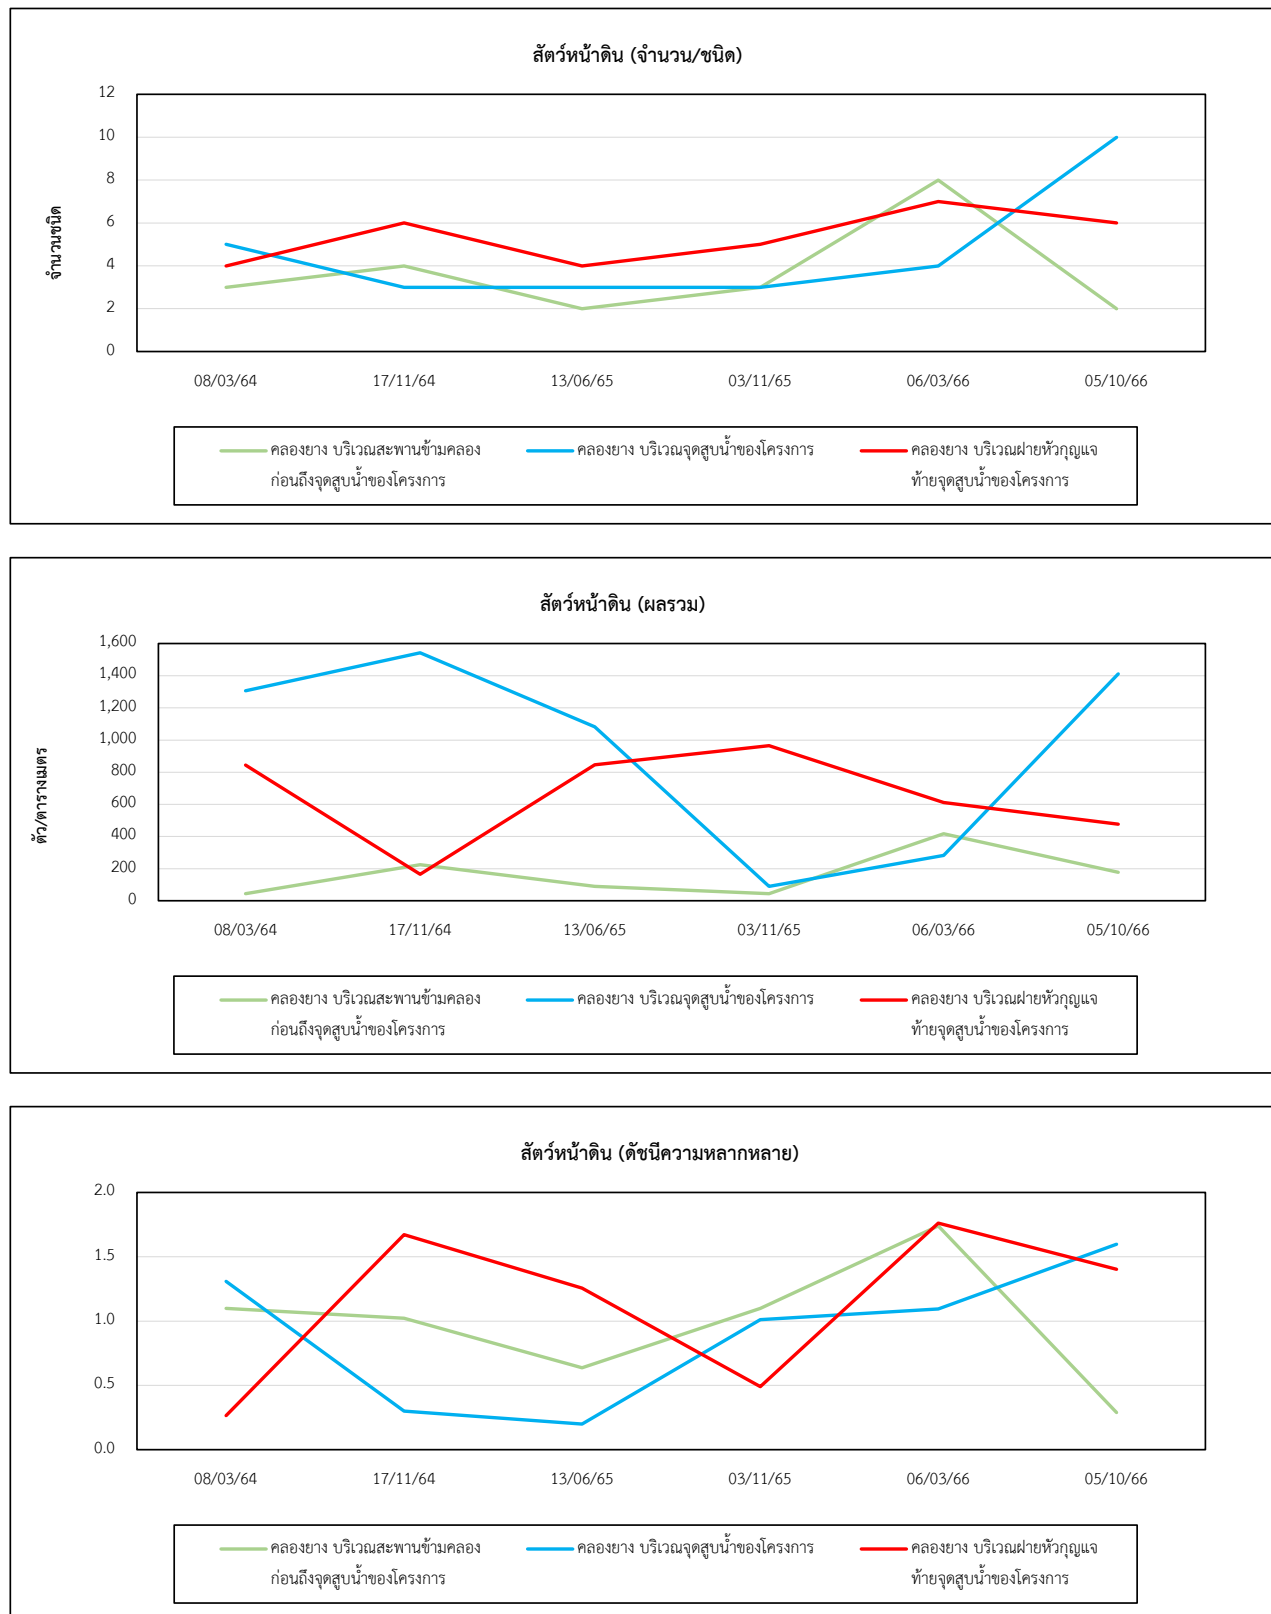 สัตว์หน้าดิน (จำนวน/ชนิด)
12
10
8
6
4
2
0
จำนวนชนิด
08/03/64 17/11/64 13/06/65 03/11/65 06/03/66 05/10/66
คลองยาง บริเวณสะพานข้ามคลอง คลองยาง บริเวณจุดสูบน้ำของโครงการ คลองยาง บริเวณฝายหัวกุญแจ
ก่อนถึงจุดสูบน้ำของโครงการ ท้ายจุดสูบน้ำของโครงการ
สัตว์หน้าดิน (ผลรวม)
1,600
1,400
1,200
1,000
800
600
400
200
0
ตัว/ตารางเมตร
08/03/64 17/11/64 13/06/65 03/11/65 06/03/66 05/10/66
คลองยาง บริเวณสะพานข้ามคลอง คลองยาง บริเวณจุดสูบน้ำของโครงการ คลองยาง บริเวณฝายหัวกุญแจ
ก่อนถึงจุดสูบน้ำของโครงการ ท้ายจุดสูบน้ำของโครงการ
สัตว์หน้าดิน (ดัชนีความหลากหลาย)
2.0
1.5
1.0
0.5
0.0
08/03/64 17/11/64 13/06/65 03/11/65 06/03/66 05/10/66
คลองยาง บริเวณสะพานข้ามคลอง คลองยาง บริเวณจุดสูบน้ำของโครงการ คลองยาง บริเวณฝายหัวกุญแจ
ก่อนถึงจุดสูบน้ำของโครงการ ท้ายจุดสูบน้ำของโครงการ